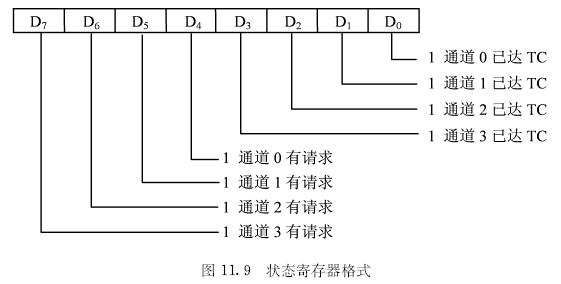 D₇ D₆ D₅ D₄ D₃ D₂ D₁ D₀
1 通道 0 已达 TC
1 通道 1 已达 TC
1 通道 2 已达 TC
1 通道 3 已达 TC
1 通道 0 有请求
1 通道 1 有请求
1 通道 2 有请求
1 通道 3 有请求
图 11.9 状态寄存器格式